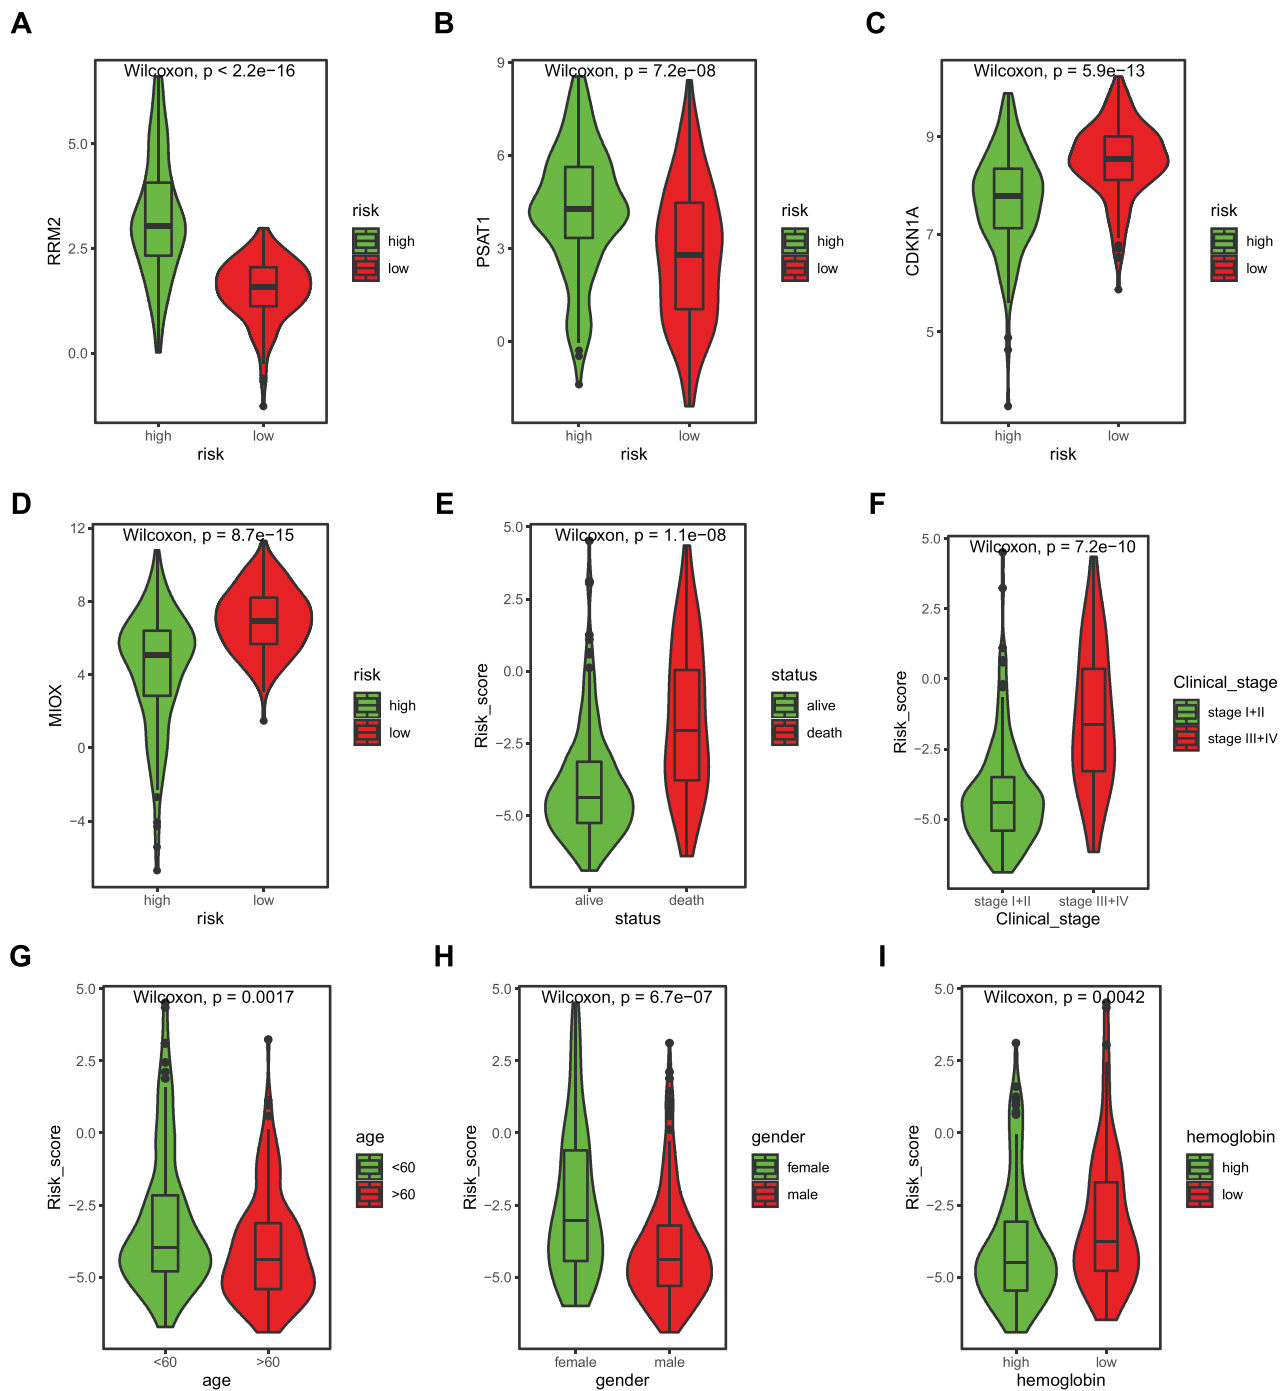 A
Wilcoxon, p < 2.2e−16
RRM2
5.0
2.5
0.0
high
low
risk
risk
high
low
B
Wilcoxon, p = 7.2e−08
PSAT1
9
6
3
0
high
low
risk
risk
high
low
C
Wilcoxon, p = 5.9e−13
CDKN1A
9
7
5
high
low
risk
risk
high
low
D
Wilcoxon, p = 8.7e−15
MIOX
12
8
4
0
−4
high
low
risk
risk
high
low
E
Wilcoxon, p = 1.1e−08
Risk_score
5.0
2.5
0.0
−2.5
−5.0
alive
death
status
status
alive
death
F
Wilcoxon, p = 7.2e−10
Risk_score
5.0
2.5
0.0
−2.5
−5.0
stage I+II
stage III+IV
Clinical_stage
Clinical_stage
stage I+II
stage III+IV
G
Wilcoxon, p = 0.0017
Risk_score
5.0
2.5
0.0
−2.5
−5.0
<60
>60
age
age
<60
>60
H
Wilcoxon, p = 6.7e−07
Risk_score
5.0
2.5
0.0
−2.5
−5.0
female
male
gender
gender
female
male
I
Wilcoxon, p = 0.0042
Risk_score
5.0
2.5
0.0
−2.5
−5.0
high
low
hemoglobin
hemoglobin
high
low